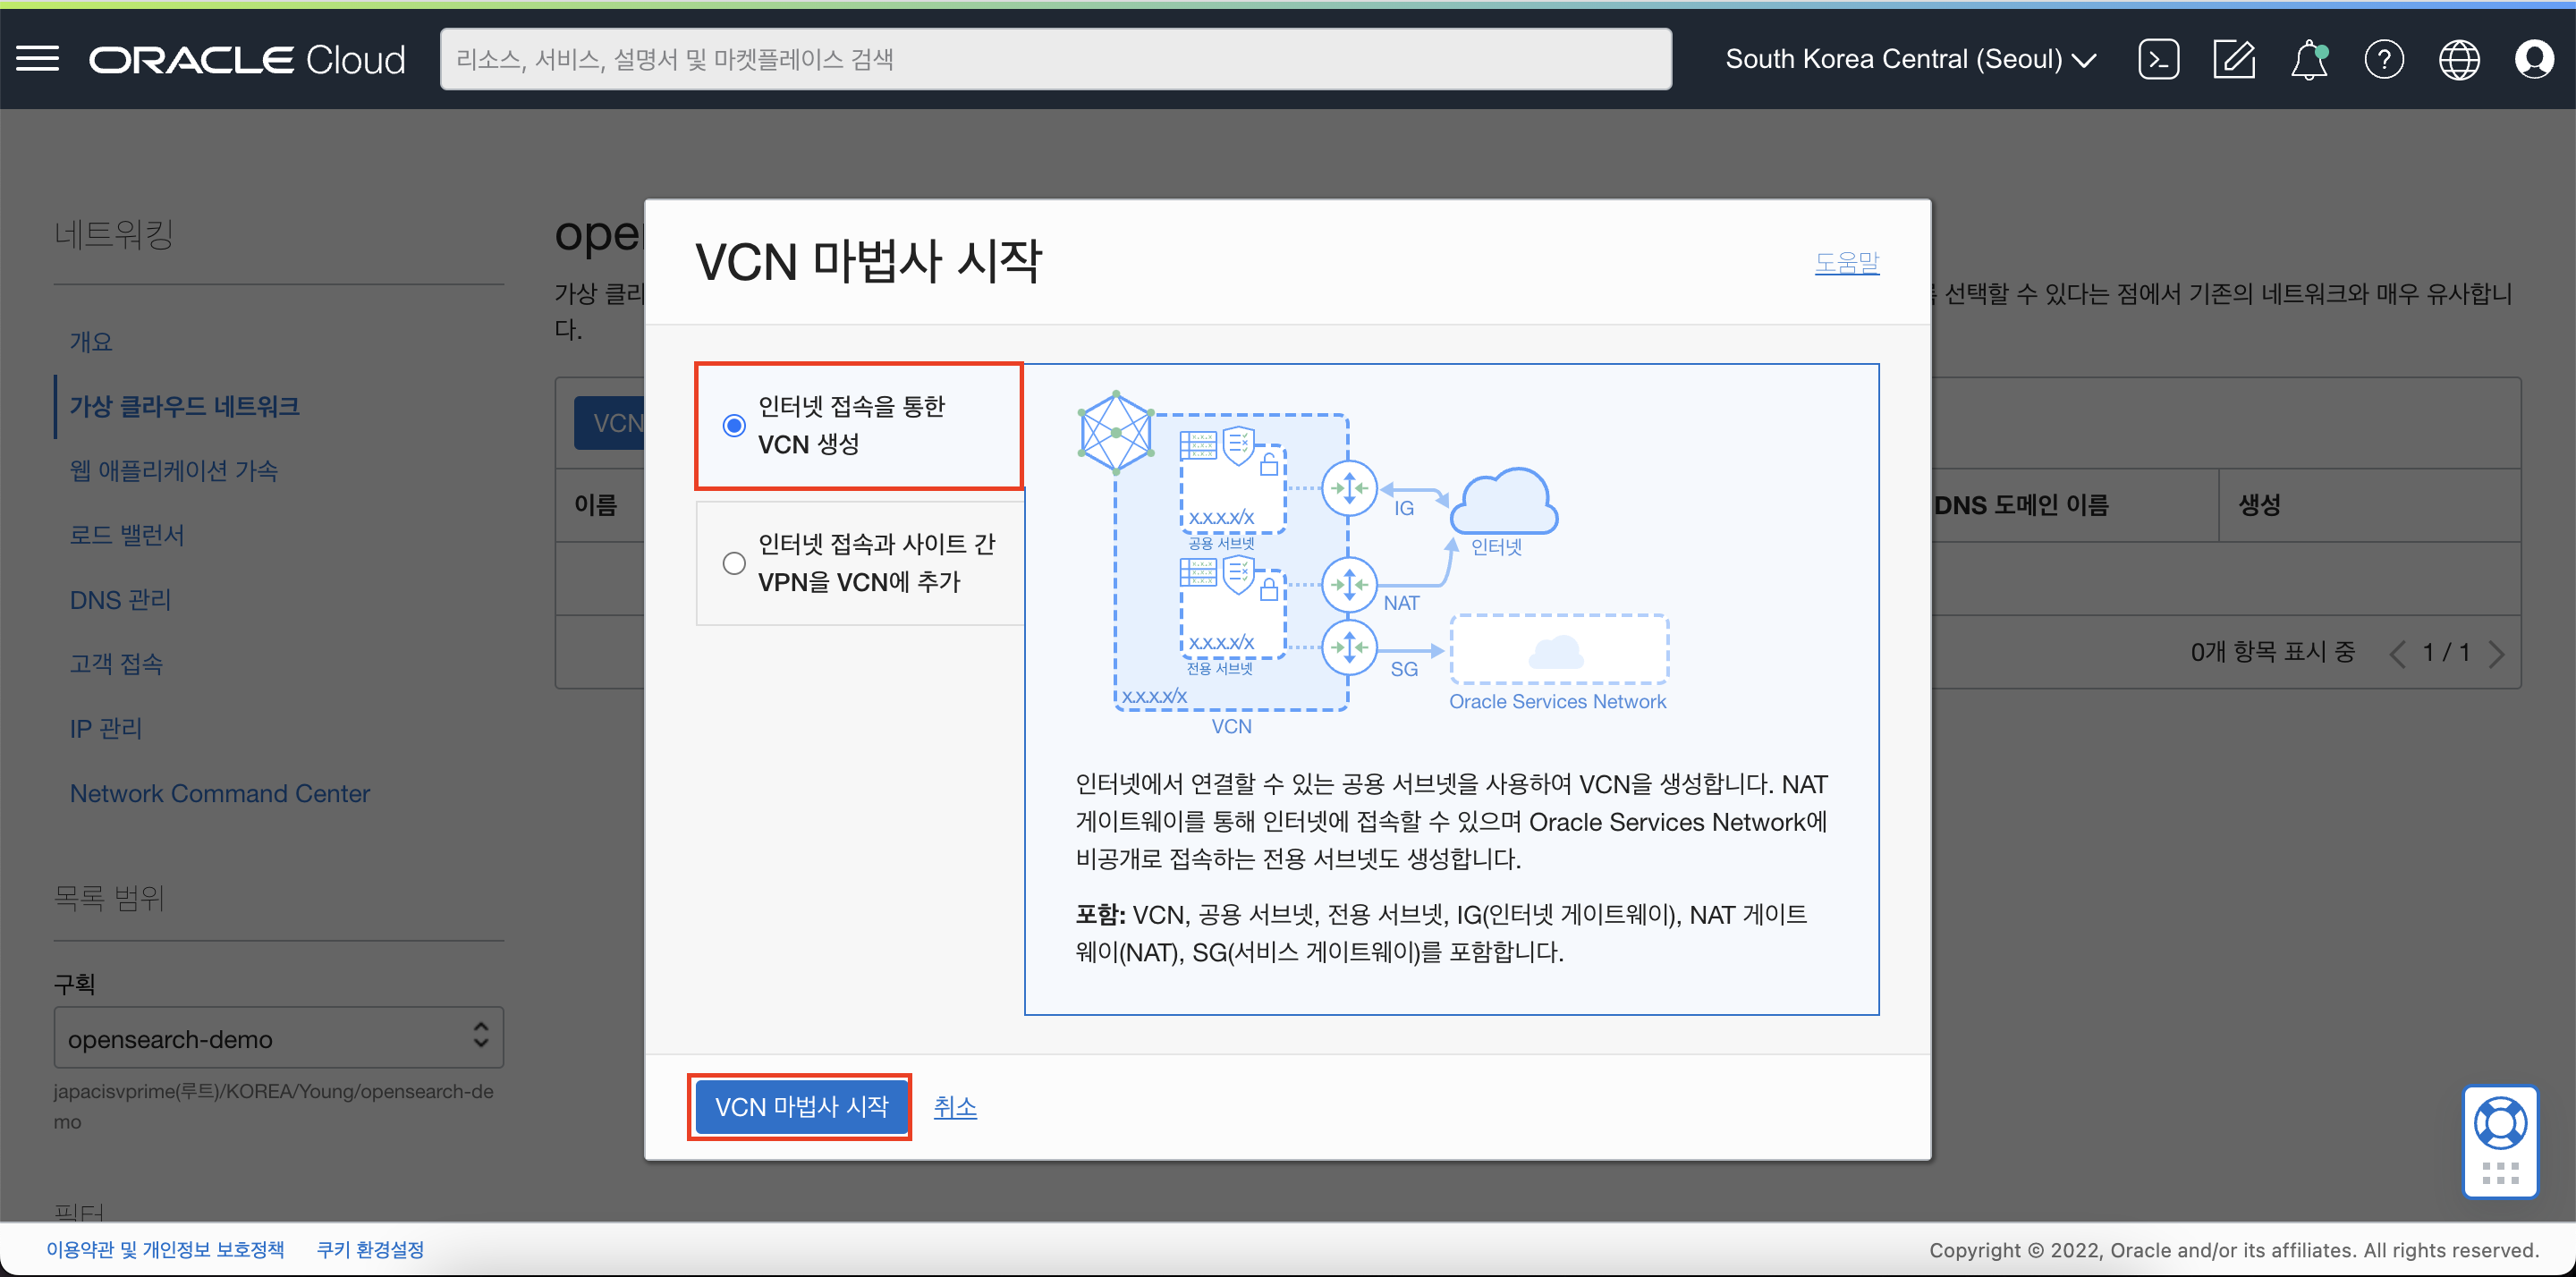 ORACLE Cloud
리소스, 서비스, 설명서 및 마켓플레이스 검색
South Korea Central (Seoul)
네트워킹
개요
가상 클라우드 네트워크
웹 애플리케이션 가속
로드 밸런서
DNS 관리
고객 접속
IP 관리
Network Command Center
목록 범위
구획
opensearch-demo
japacisvprime(루트)/KOREA/Young/opensearch-de
mo
필터
ope
가상 클라
선택할 수 있다는 점에서 기존의 네트워크와 매우 유사합니
다.
VCN
이름
DNS 도메인 이름
생성
0개 항목 표시 중
1 / 1
VCN 마법사 시작
도움말
인터넷 접속을 통한
VCN 생성
인터넷 접속과 사이트 간
VPN을 VCN에 추가
x.x.x.x/x
공용 서브넷
x.x.x.x/x
전용 서브넷
x.x.x.x/x
VCN
IG
인터넷
NAT
SG
Oracle Services Network
인터넷에서 연결할 수 있는 공용 서브넷을 사용하여 VCN을 생성합니다. NAT
게이트웨이를 통해 인터넷에 접속할 수 있으며 Oracle Services Network에
비공개로 접속하는 전용 서브넷도 생성합니다.
포함: VCN, 공용 서브넷, 전용 서브넷, IG(인터넷 게이트웨이), NAT 게이트
웨이(NAT), SG(서비스 게이트웨이)를 포함합니다.
VCN 마법사 시작
취소
이용약관 및 개인정보 보호정책
쿠키 환경설정
Copyright © 2022, Oracle and/or its affiliates. All rights reserved.